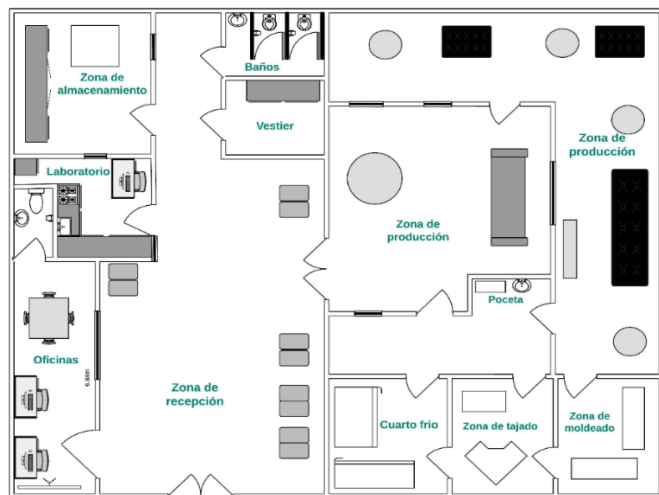 Baños
Zona de
almacenamiento
Vestier
Zona de
producción
Laboratorio
Zona de
producción
Poceta
Oficinas
6.88m
Zona de
recepción
Cuarto frio
Zona de tajado
Zona de
moldeado